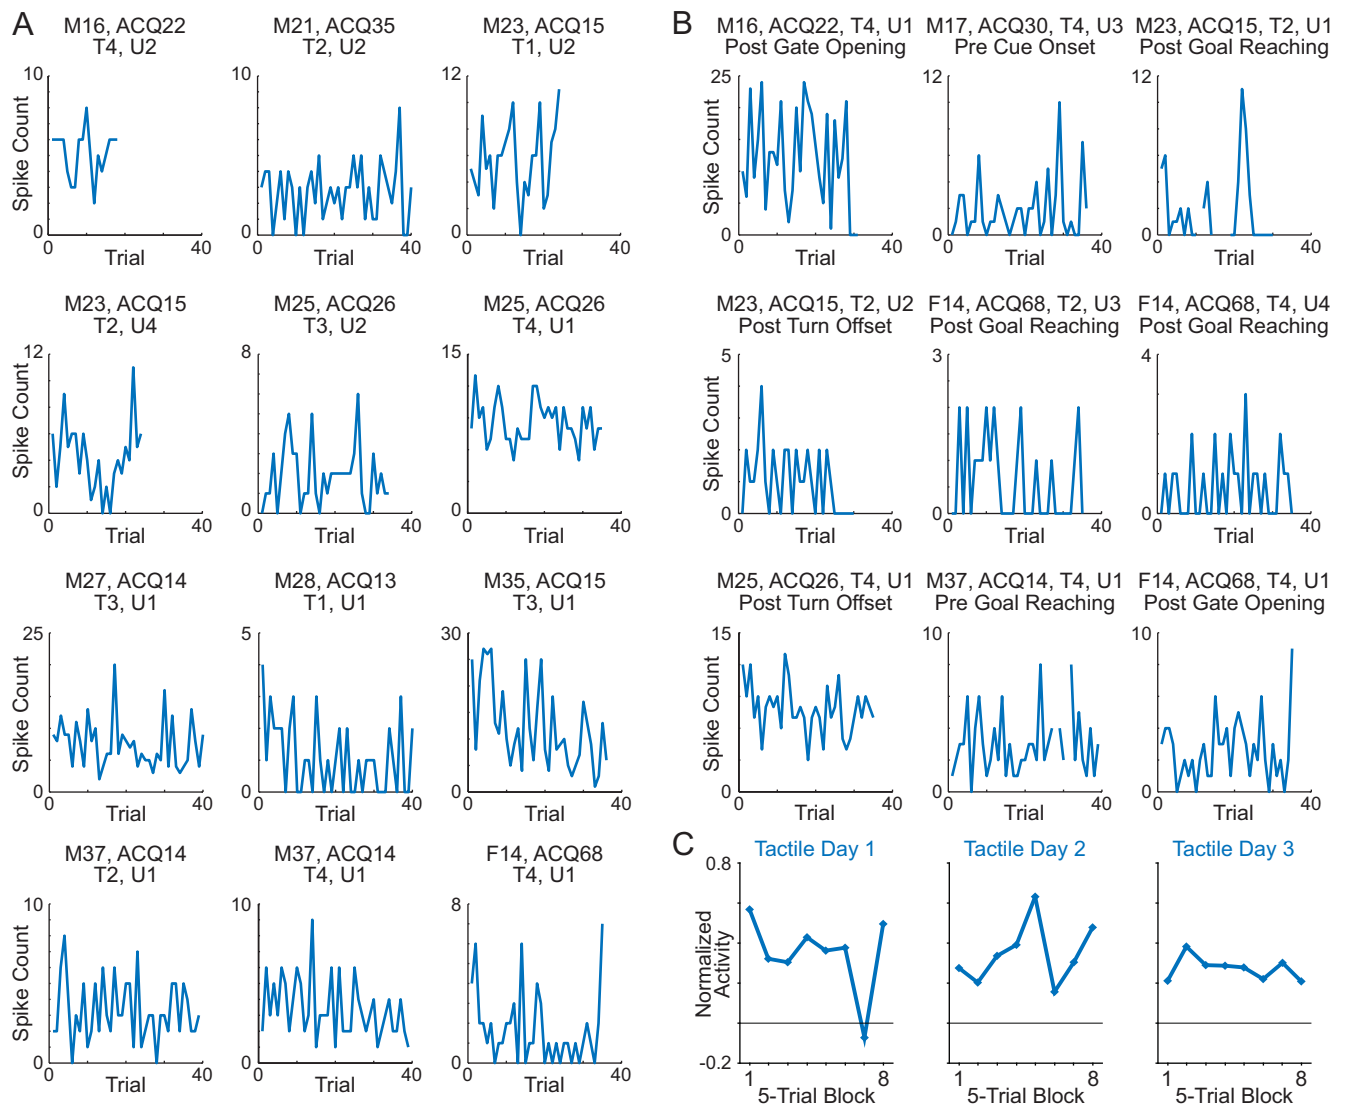 A
M16, ACQ22
T4, U2
M21, ACQ35
T2, U2
M23, ACQ15
T1, U2
10
0
0
40
Spike Count
Trial
10
0
0
40
Trial
12
0
0
40
Trial
M23, ACQ15
T2, U4
M25, ACQ26
T3, U2
M25, ACQ26
T4, U1
12
0
0
40
Spike Count
Trial
8
0
0
40
Trial
15
0
0
40
Trial
M27, ACQ14
T3, U1
M28, ACQ13
T1, U1
M35, ACQ15
T3, U1
25
0
0
40
Spike Count
Trial
5
0
0
40
Trial
30
0
0
40
Trial
M37, ACQ14
T2, U1
M37, ACQ14
T4, U1
F14, ACQ68
T4, U1
10
0
0
40
Spike Count
Trial
10
0
0
40
Trial
8
0
0
40
Trial
B
M16, ACQ22, T4, U1
Post Gate Opening
M17, ACQ30, T4, U3
Pre Cue Onset
M23, ACQ15, T2, U1
Post Goal Reaching
25
0
0
40
Spike Count
Trial
12
0
0
40
Trial
12
0
0
40
Trial
M23, ACQ15, T2, U2
Post Turn Offset
F14, ACQ68, T2, U3
Post Goal Reaching
F14, ACQ68, T4, U4
Post Goal Reaching
5
0
0
40
Spike Count
Trial
3
0
0
40
Trial
4
0
0
40
Trial
M25, ACQ26, T4, U1
Post Turn Offset
M37, ACQ14, T4, U1
Pre Goal Reaching
F14, ACQ68, T4, U1
Post Gate Opening
15
0
0
40
Spike Count
Trial
10
0
0
40
Trial
10
0
0
40
Trial
C
Tactile Day 1
Tactile Day 2
Tactile Day 3
0.8
-0.2
Normalized
Activity
1
8
5-Trial Block
1
8
5-Trial Block
1
8
5-Trial Block